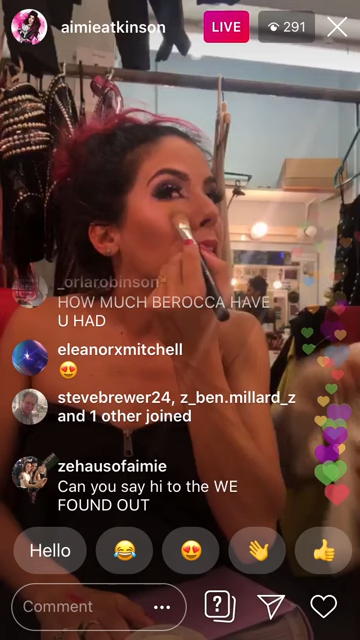 aimieatkinson
LIVE
291
_orlarobinson
HOW MUCH BEROCCA HAVE
U HAD
eleanorxmitchell
😍
stevebrewer24, z_ben.millard_z
and 1 other joined
zehausofaimie
Can you say hi to the WE
FOUND OUT
Hello 😂 😍 👋 👍
Comment